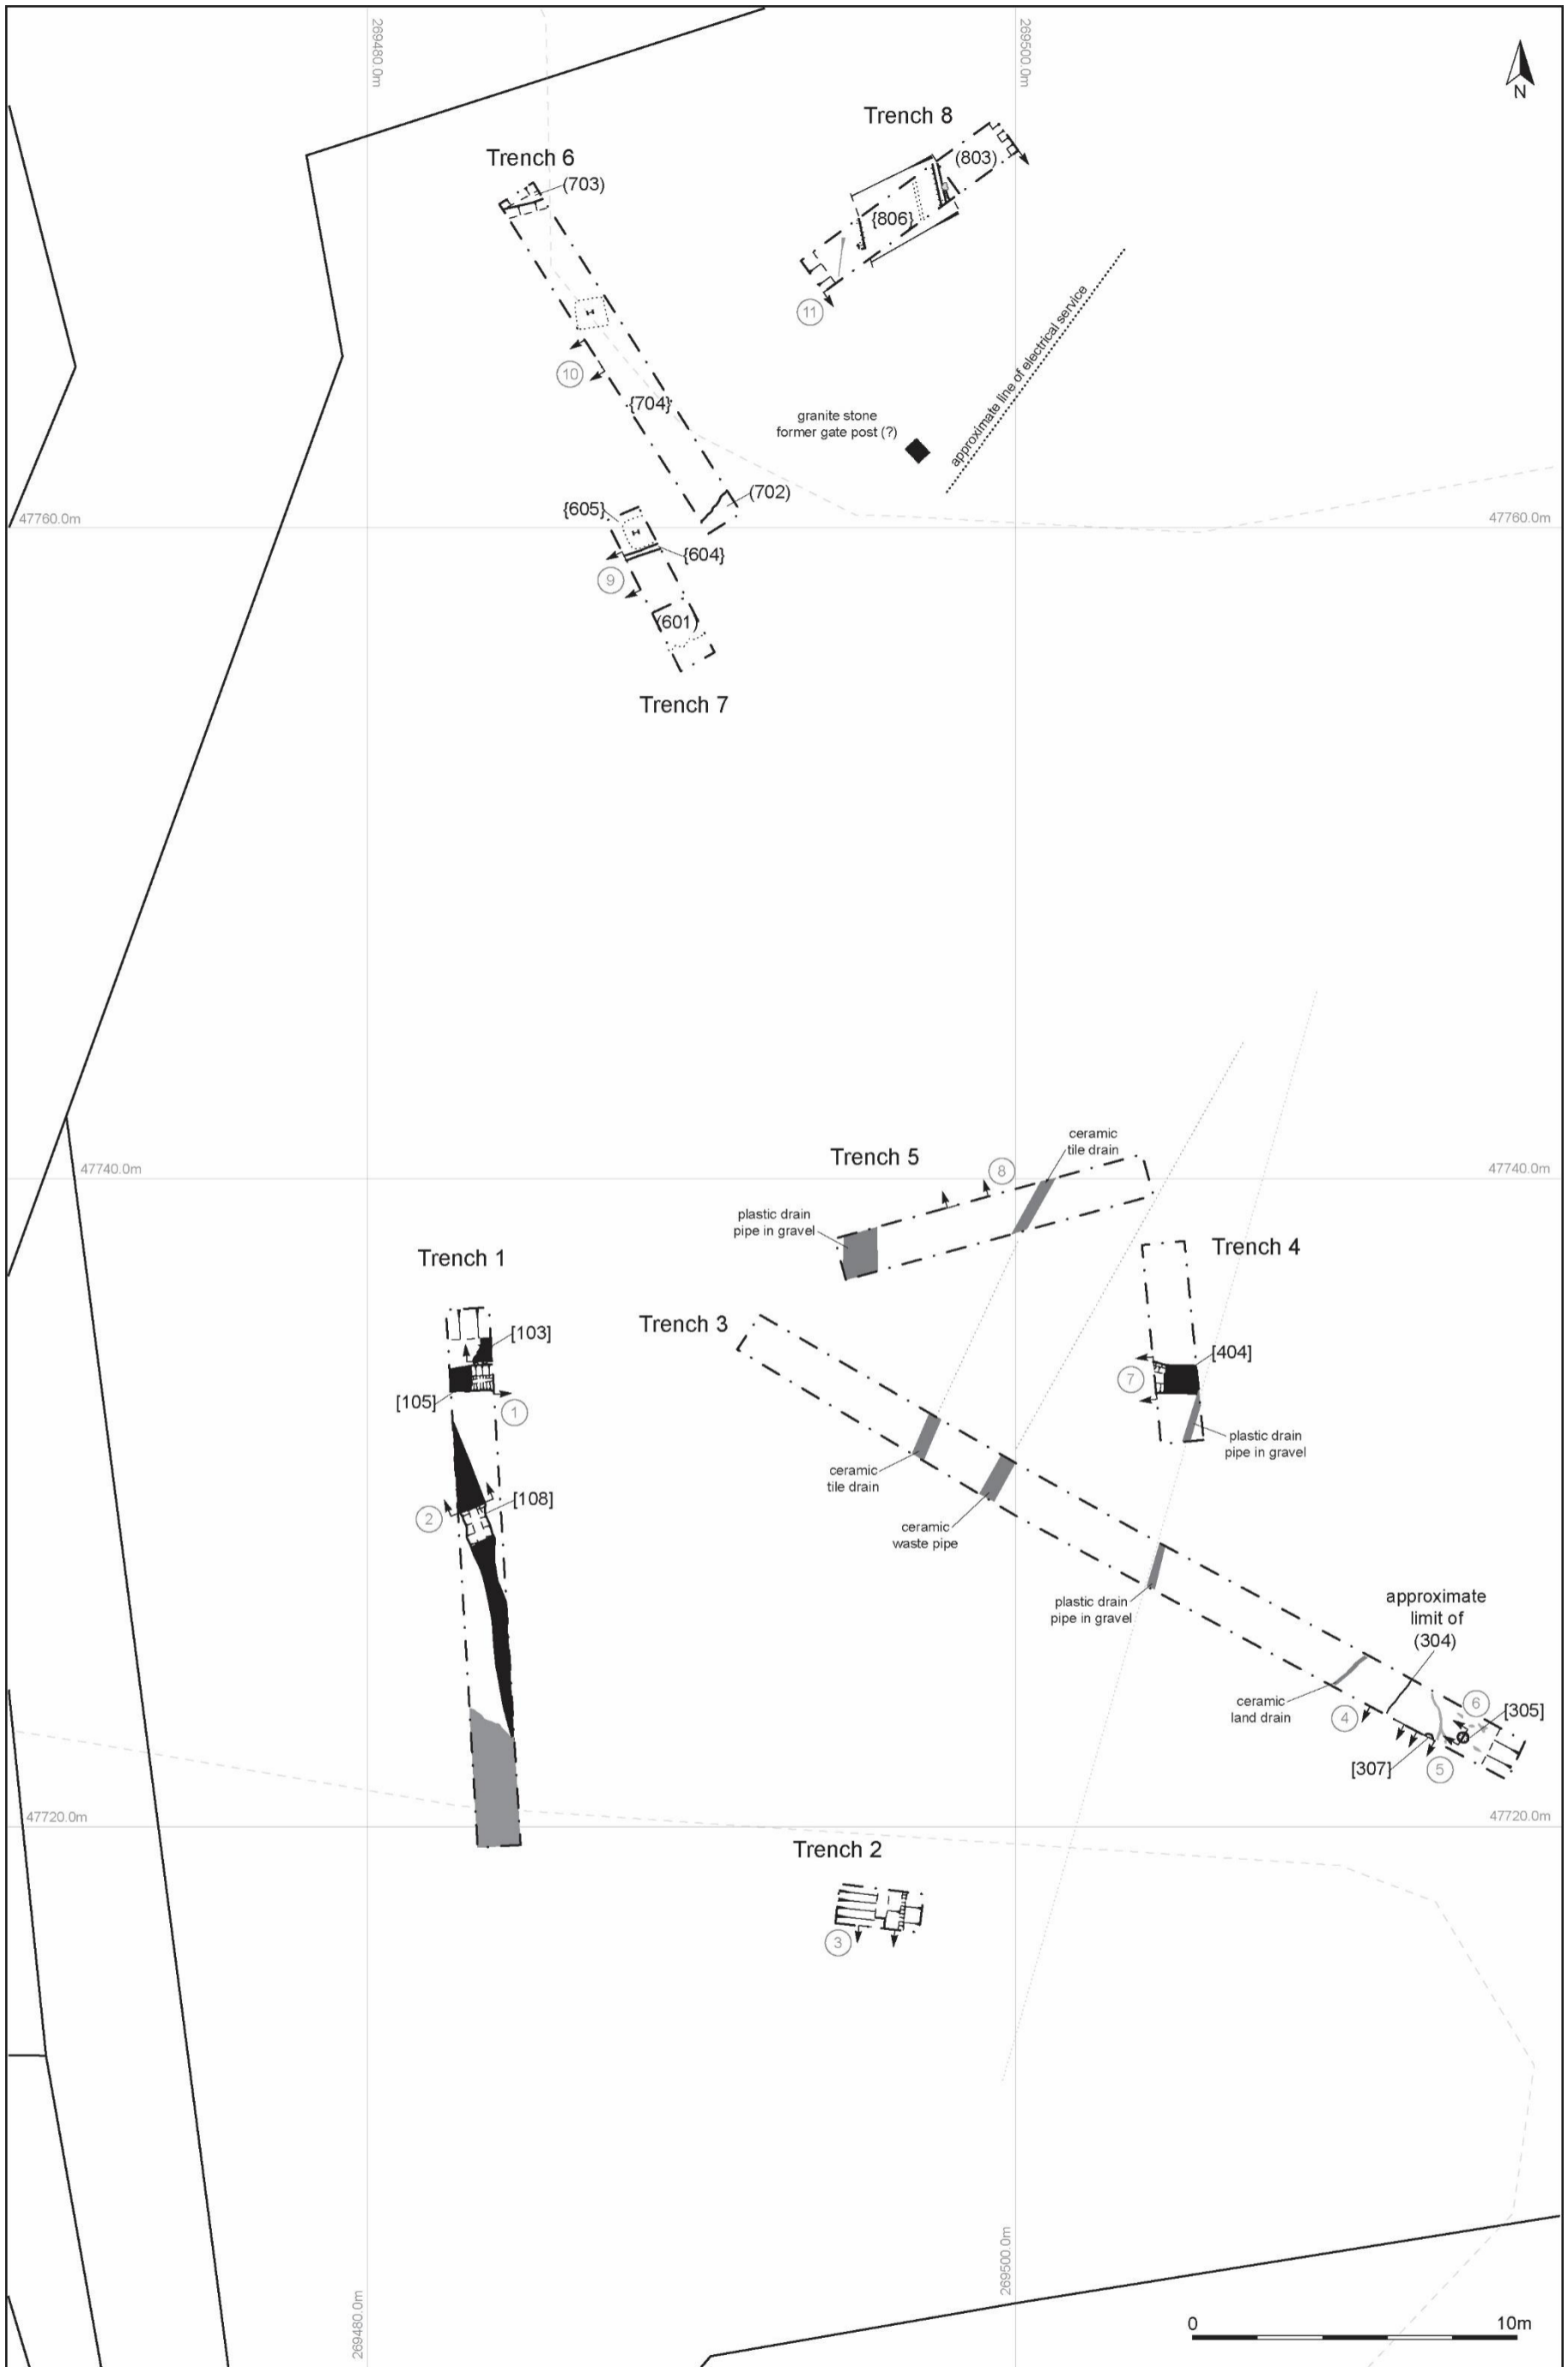 269480.0m
269500.0m
N
Trench 8
(803)
Trench 6
(703)
{806}
11
approximate line of electrical service
10
{704}
granite stone
former gate post (?)
(702)
{605}
47760.0m
47760.0m
{604}
9
(601)
Trench 7
ceramic
tile drain
Trench 5
8
47740.0m
47740.0m
plastic drain
pipe in gravel
Trench 1
Trench 4
Trench 3
[103]
[404]
7
[105]
1
plastic drain
pipe in gravel
ceramic
tile drain
[108]
2
ceramic
waste pipe
plastic drain
pipe in gravel
approximate
limit of
(304)
ceramic
land drain
4
6
[305]
[307]
5
47720.0m
47720.0m
Trench 2
3
269480.0m
269500.0m
0
10m